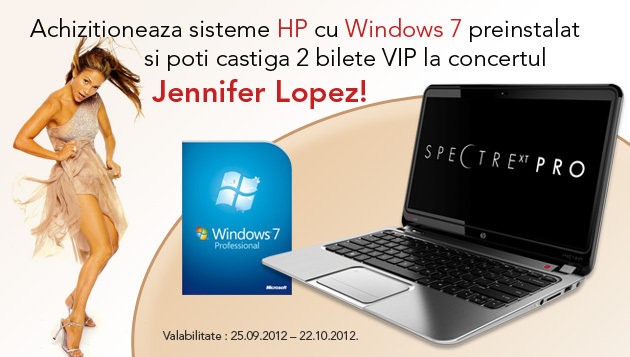 Achizitioneaza sisteme HP cu Windows 7 preinstalat
si poti castiga 2 bilete VIP la concertul
Jennifer Lopez!
SPECTRE XT PRO
Windows 7
Professional
Microsoft
hp
Valabilitate : 25.09.2012 – 22.10.2012.